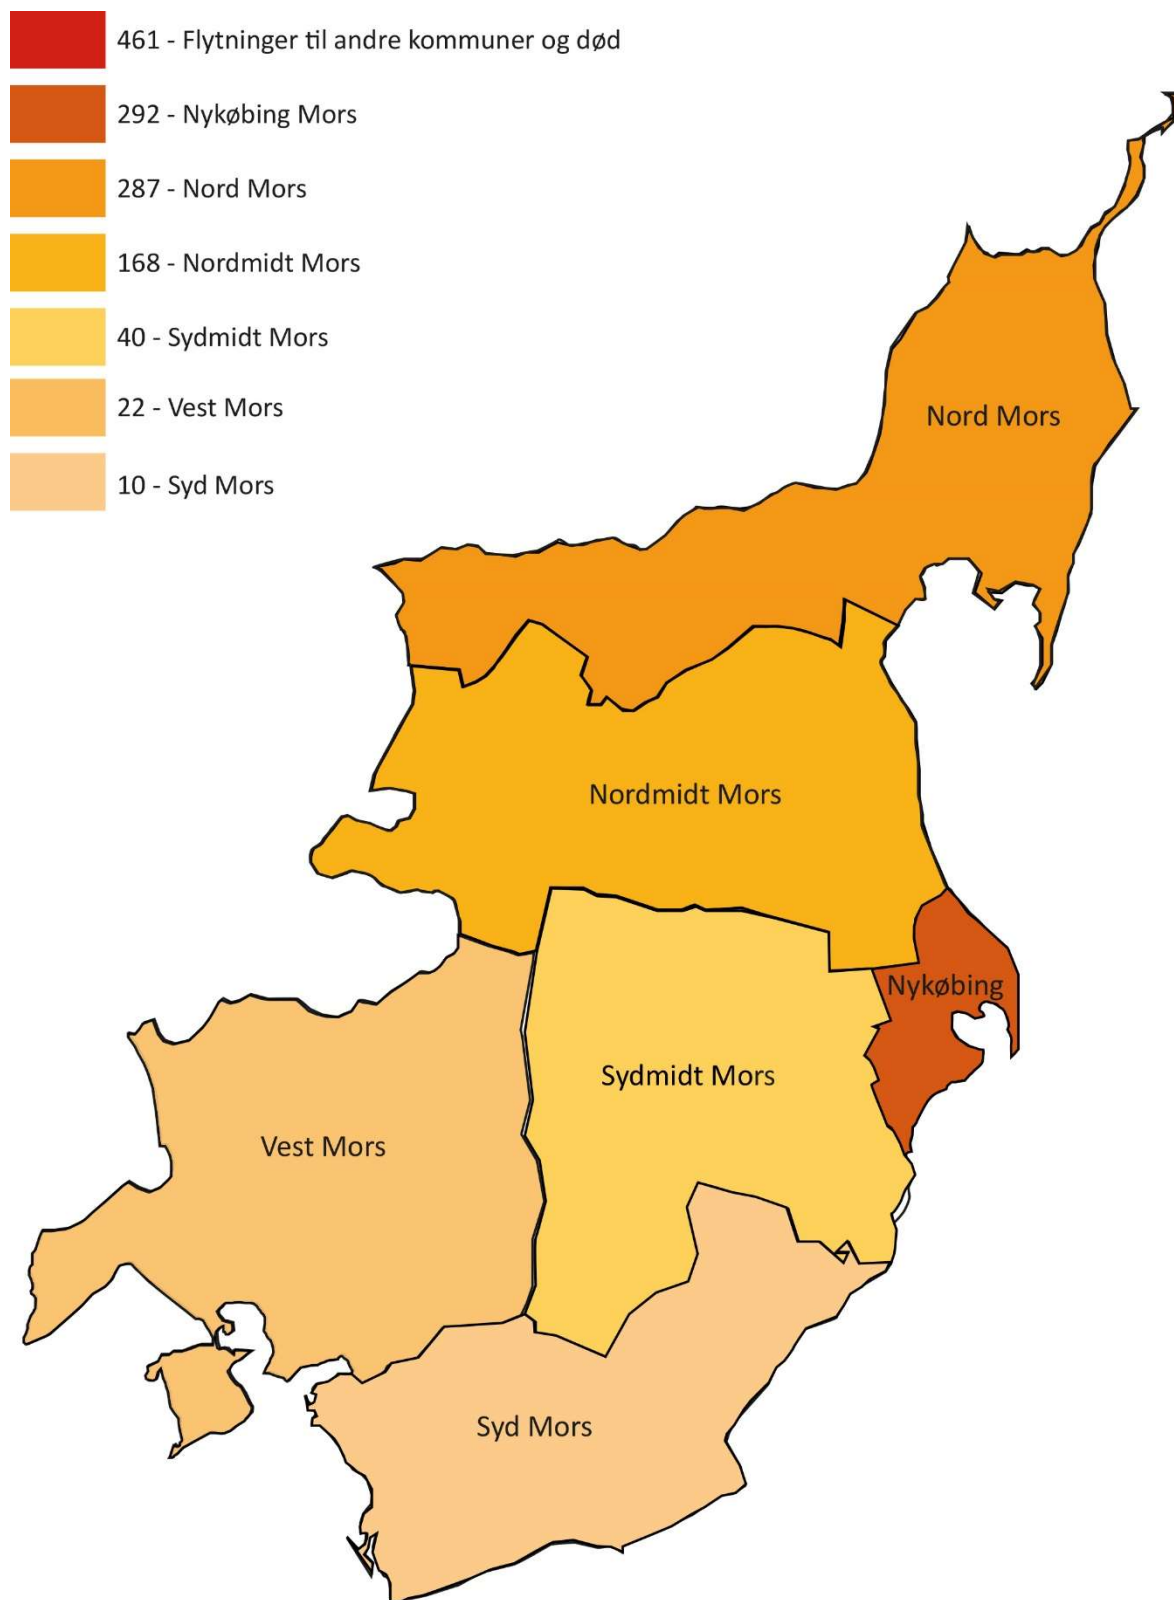 461 - Flytninger til andre kommuner og død
292 - Nykøbing Mors
287 - Nord Mors
168 - Nordmidt Mors
40 - Sydmidt Mors
22 - Vest Mors
10 - Syd Mors
Nord Mors
Nordmidt Mors
Nykøbing
Sydmidt Mors
Vest Mors
Syd Mors